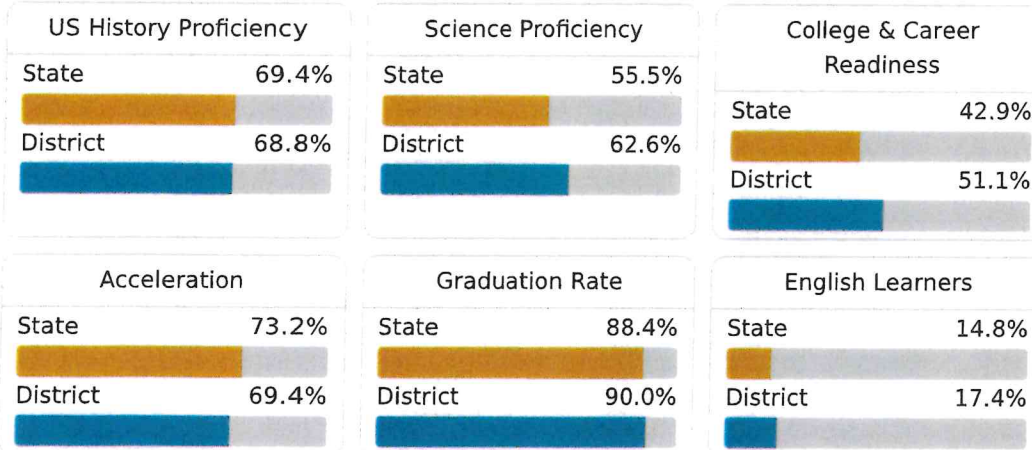 US History Proficiency
State 69.4%
District 68.8%
Science Proficiency
State 55.5%
District 62.6%
College & Career
Readiness
State 42.9%
District 51.1%
Acceleration
State 73.2%
District 69.4%
Graduation Rate
State 88.4%
District 90.0%
English Learners
State 14.8%
District 17.4%